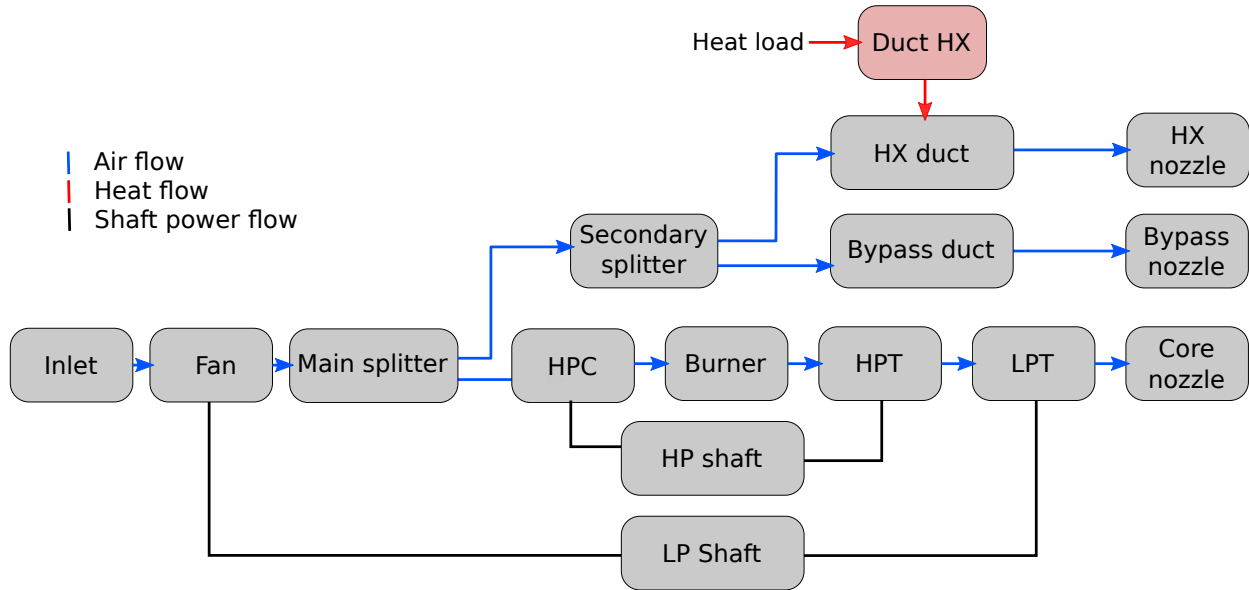 Heat load
Duct HX
Air flow
Heat flow
Shaft power flow
HX duct
HX
nozzle
Secondary
splitter
Bypass duct
Bypass
nozzle
Inlet
Fan
Main splitter
HPC
Burner
HPT
LPT
Core
nozzle
HP shaft
LP Shaft